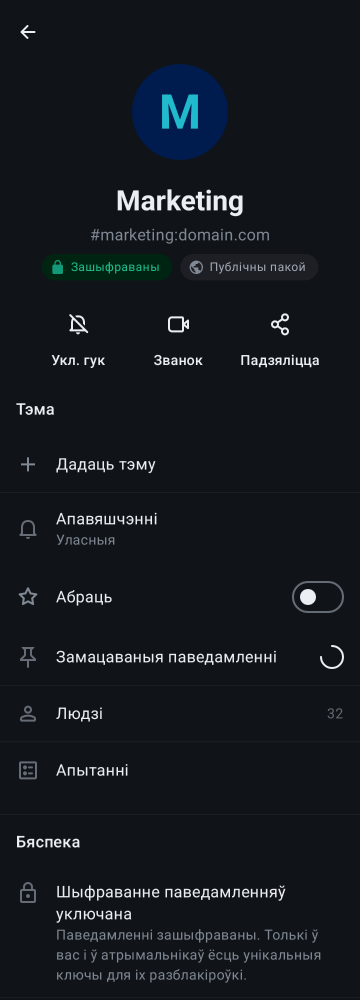 M
Marketing
#marketing:domain.com
Зашыфраваны
Публічны пакой
Укл. гук
Званок
Падзяліцца
Тэма
Дадаць тэму
Апавяшчэнні
Уласныя
Абраць
Замацаваныя паведамленні
Людзі
32
Апытанні
Бяспека
Шыфраванне паведамленняў
уключана
Паведамленні зашыфраваны. Толькі ў
вас і ў атрымальнікаў ёсць унікальныя
ключы для іх разблакіроўкі.